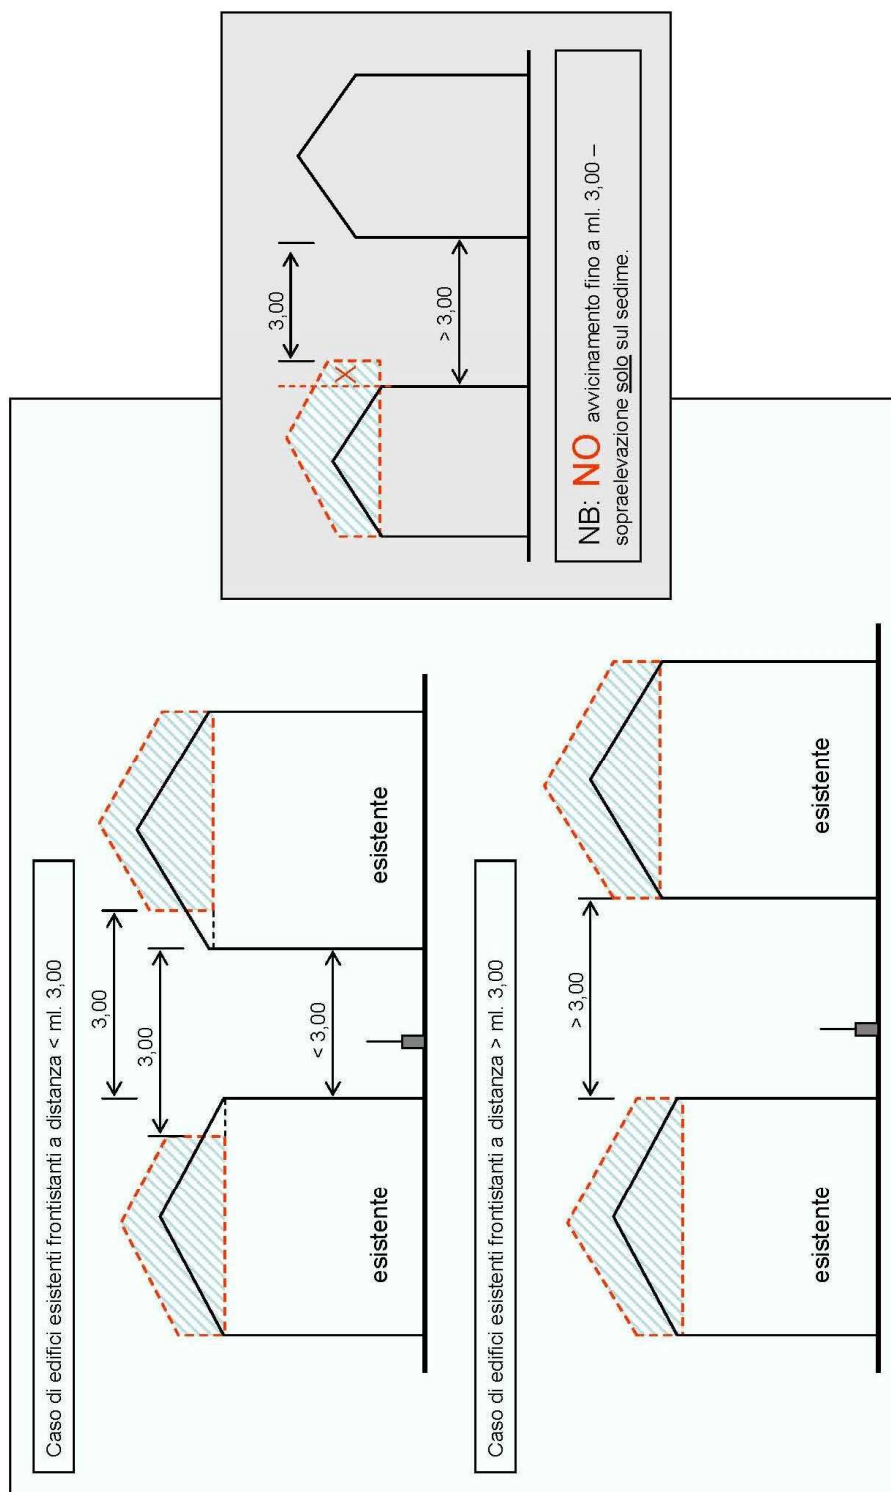 Caso di edifici esistenti frontistanti a distanza < ml. 3,00
3,00
3,00
< 3,00
esistente
esistente
Caso di edifici esistenti frontistanti a distanza > ml. 3,00
> 3,00
esistente
esistente
3,00
> 3,00
NB: NO avvicinamento fino a ml. 3,00 –
sopraelevazione solo sul sedime.